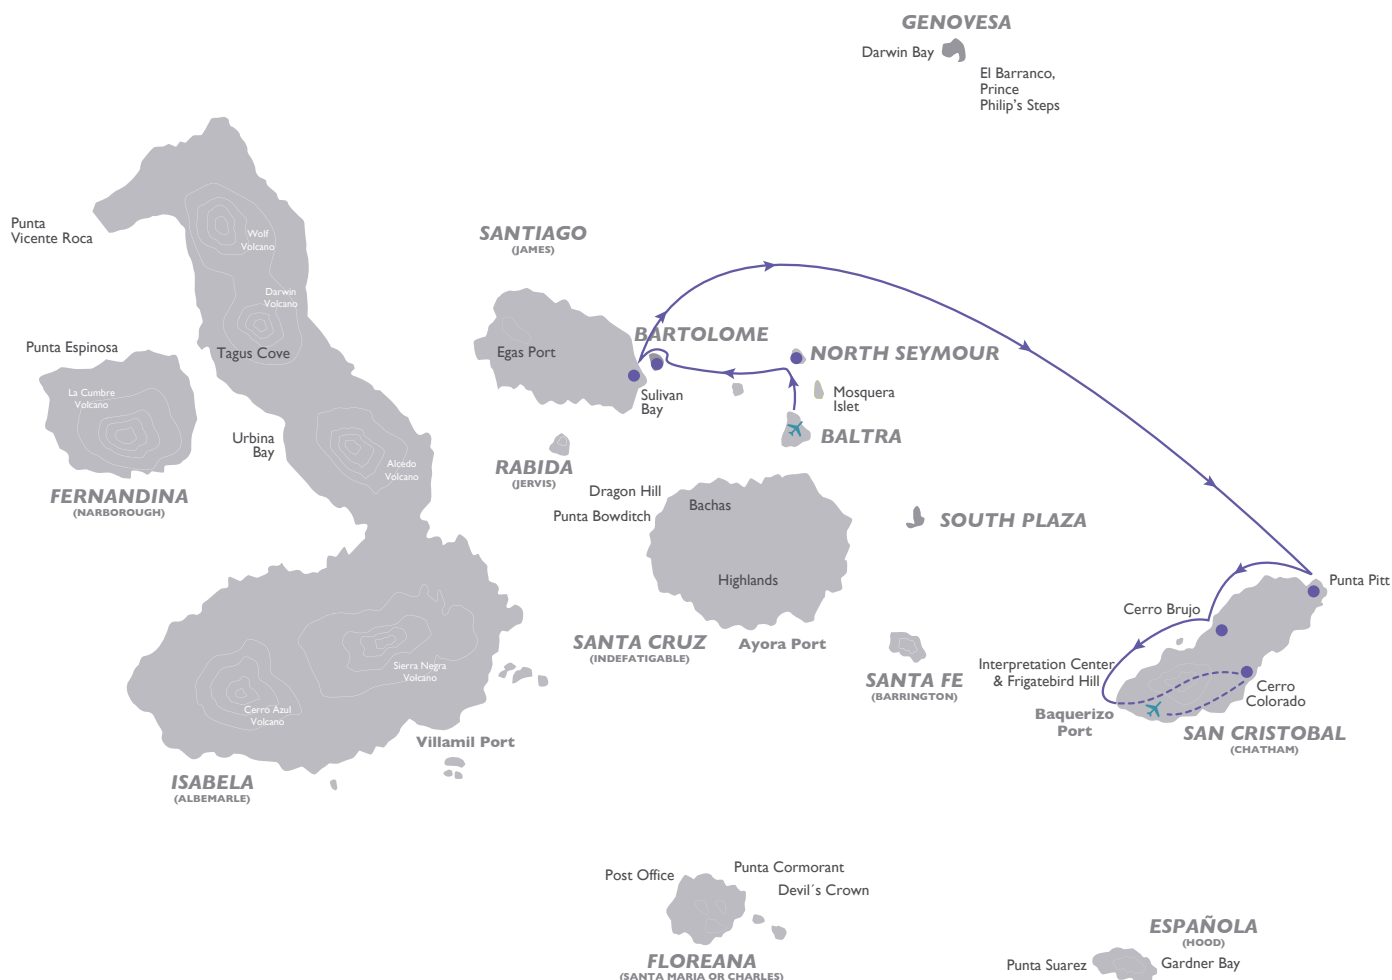 GENOVESA
Darwin Bay
El Barranco,
Prince
Philip's Steps
Punta
Vicente Roca
Wolf
Volcano
Darwin
Volcano
Tagus Cove
Punta Espinosa
La Cumbre
Volcano
FERNANDINA
(NARBOROUGH)
Urbina
Bay
Alcedo
Volcano
SANTIAGO
(JAMES)
Egas Port
BARTOLOME
Sulivan
Bay
NORTH SEYMOUR
Mosquera
Islet
BALTRA
RABIDA
(JERVIS)
Dragon Hill
Punta Bowditch
Bachas
Highlands
SANTA CRUZ
(INDEFATIGABLE)
Ayora Port
SOUTH PLAZA
SANTA FE
(BARRINGTON)
Punta Pitt
Cerro Brujo
Interpretation Center
& Frigatebird Hill
Cerro
Colorado
Baquerizo
Port
SAN CRISTOBAL
(CHATHAM)
Sierra Negra
Volcano
Cerro Azul
Volcano
Villamil Port
ISABELA
(ALBEMARLE)
Post Office
Punta Cormorant
Devil´s Crown
FLOREANA
(SANTA MARIA OR CHARLES)
ESPAÑOLA
(HOOD)
Punta Suarez
Gardner Bay